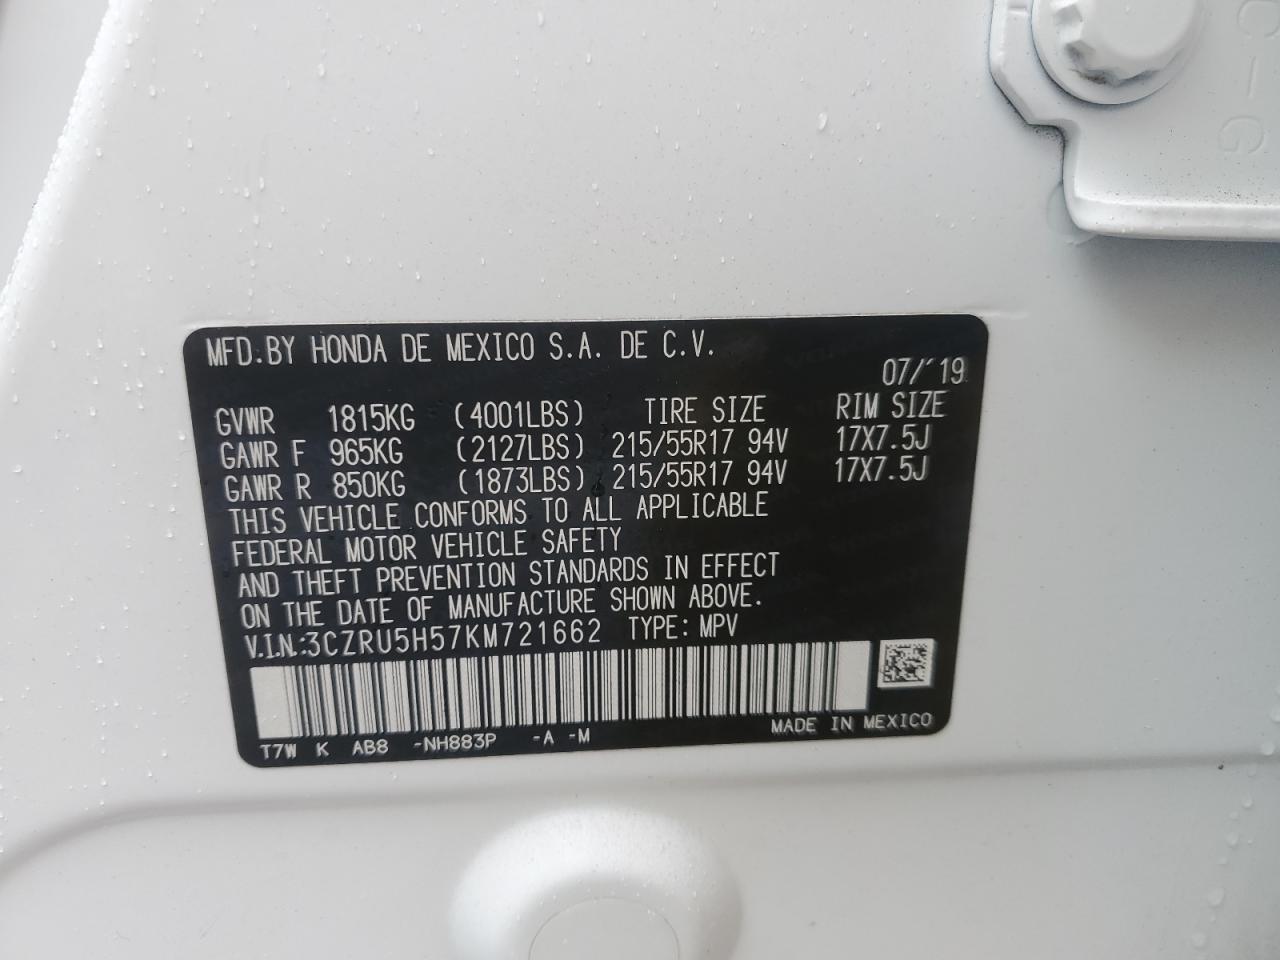 MFD.BY HONDA DE MEXICO S.A. DE C.V.
07/'19
GVWR 1815KG (4001LBS) TIRE SIZE RIM SIZE
GAWR F 965KG (2127LBS) 215/55R17 94V 17X7.5J
GAWR R 850KG (1873LBS) 215/55R17 94V 17X7.5J
THIS VEHICLE CONFORMS TO ALL APPLICABLE
FEDERAL MOTOR VEHICLE SAFETY
AND THEFT PREVENTION STANDARDS IN EFFECT
ON THE DATE OF MANUFACTURE SHOWN ABOVE.
V.I.N.:3CZRU5H57KM721662 TYPE: MPV
T7W K AB8 -NH883P -A -M MADE IN MEXICO
C-G